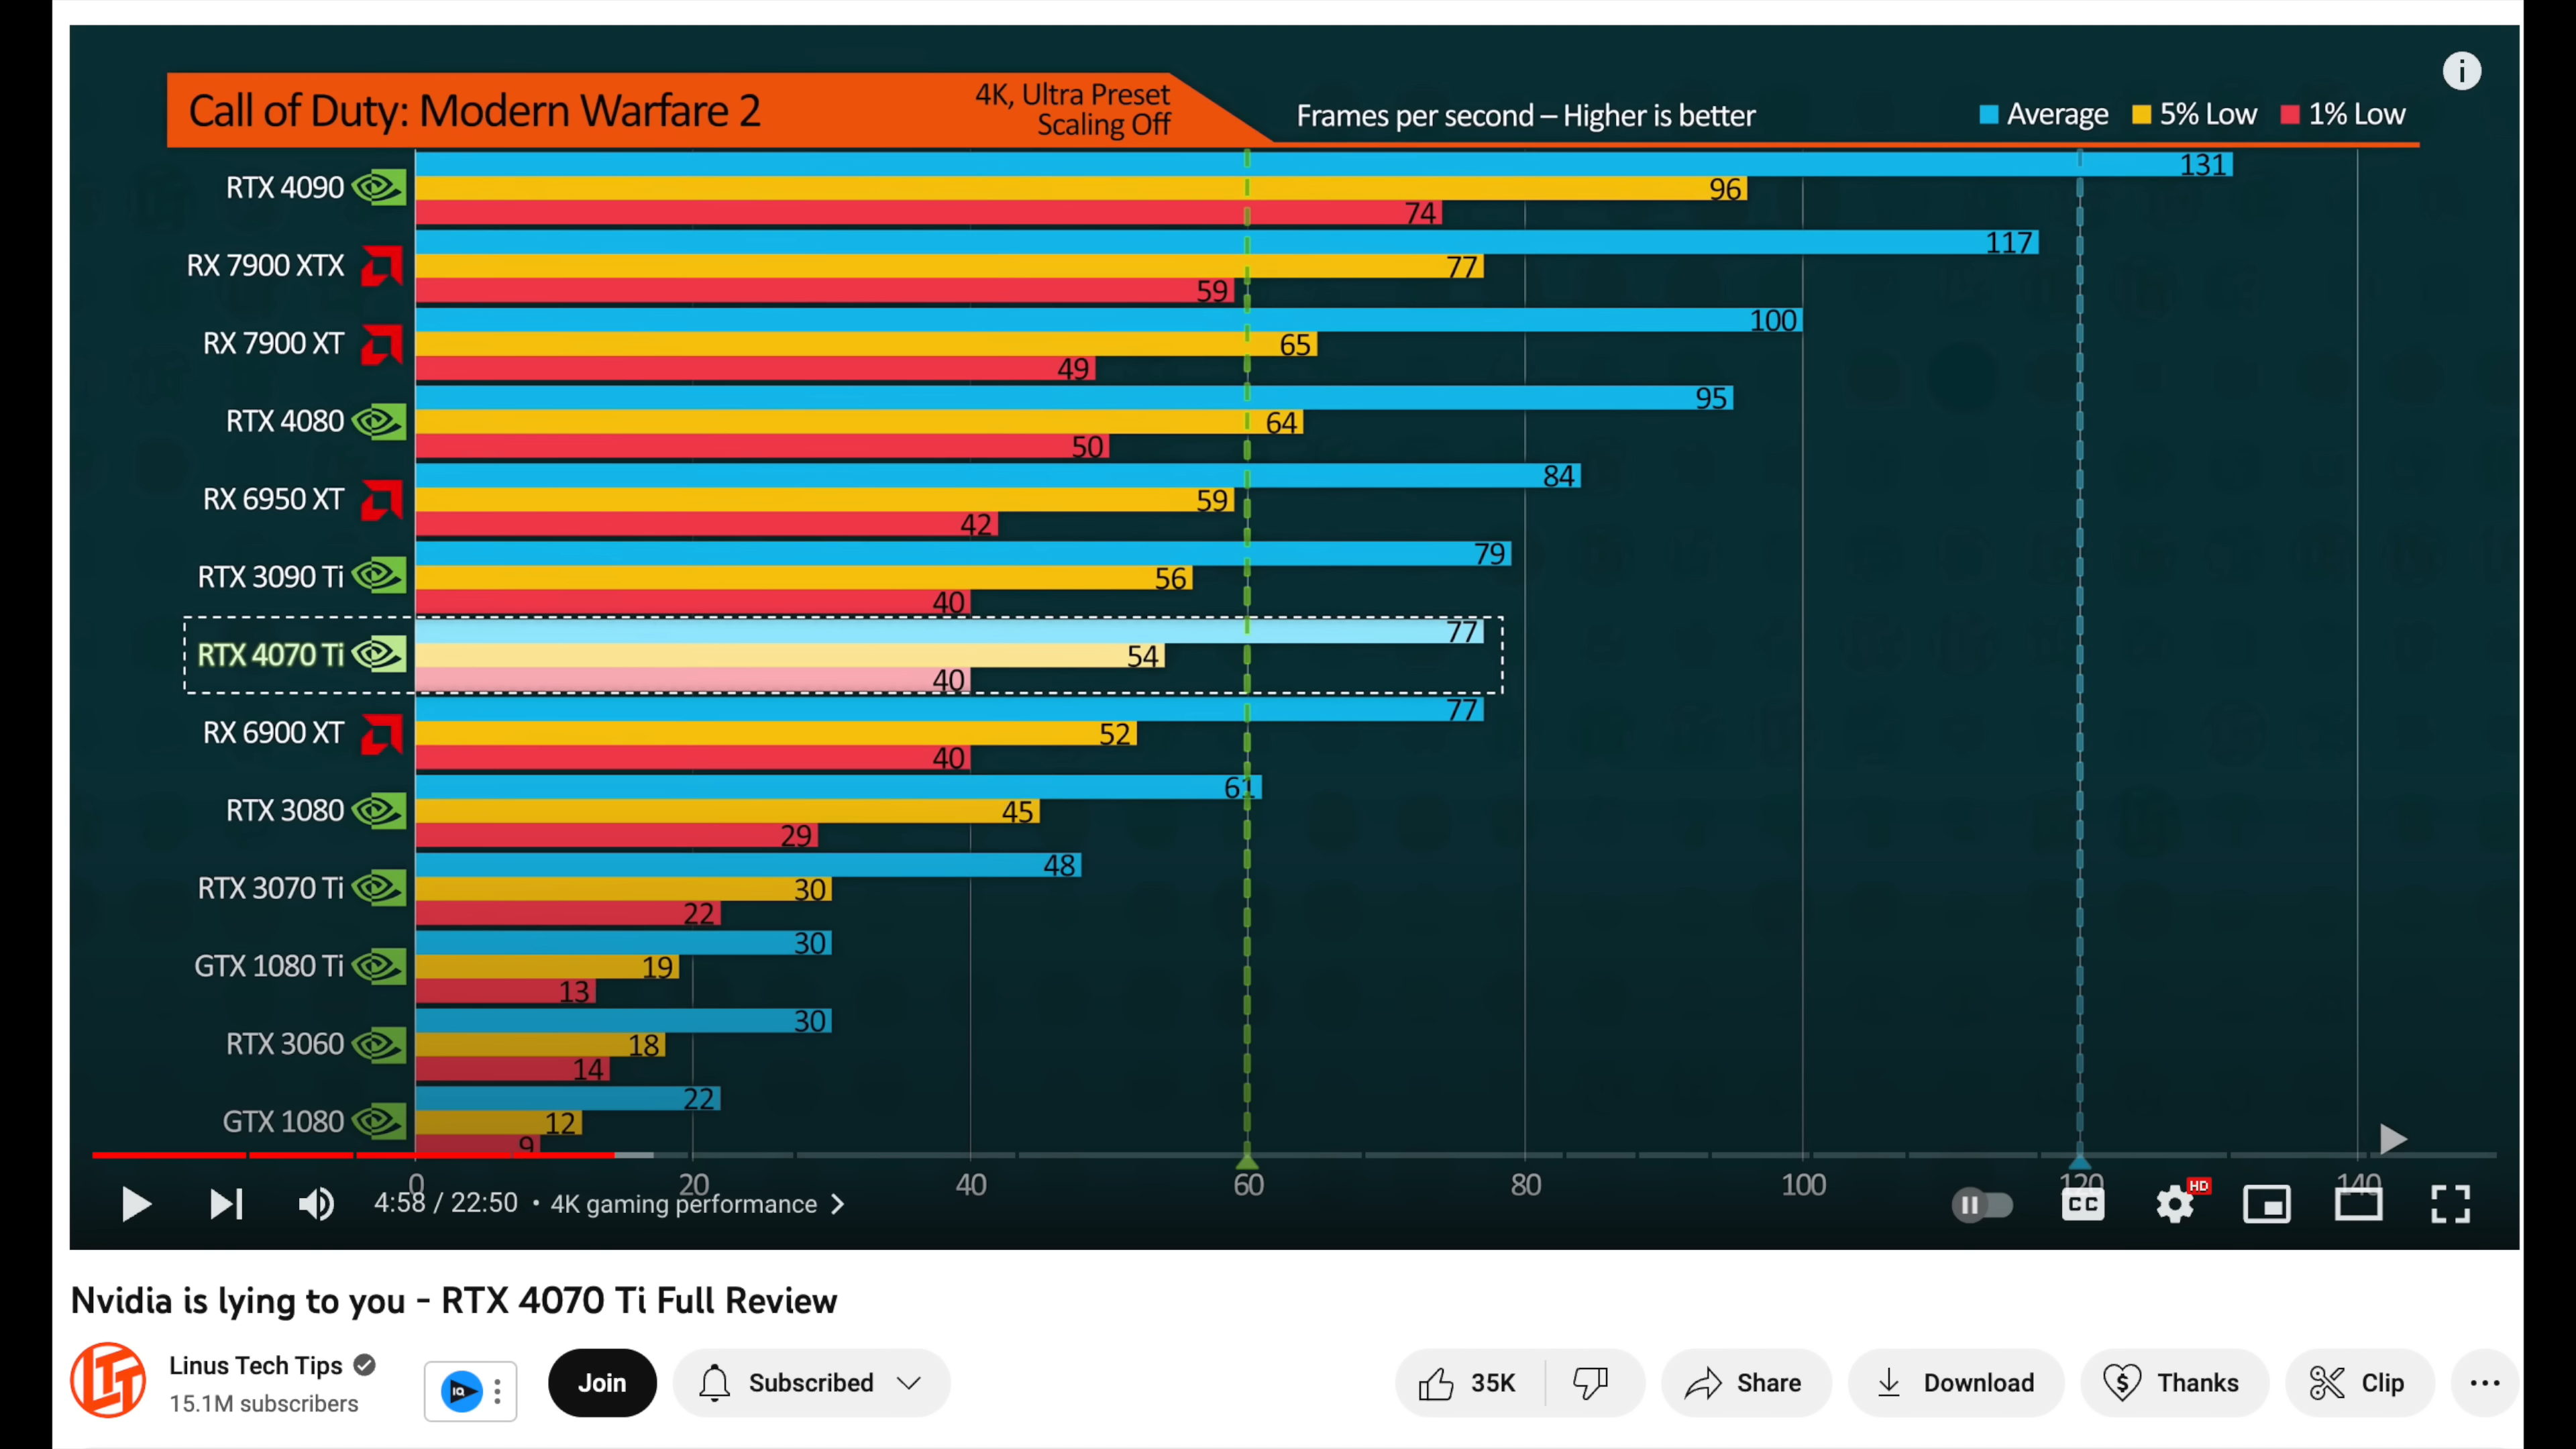 Call of Duty: Modern Warfare 2
4K, Ultra Preset
Scaling Off
Frames per second – Higher is better
Average 5% Low 1% Low
i
RTX 4090
131
96
74
RX 7900 XTX
117
77
59
RX 7900 XT
100
65
49
RTX 4080
95
64
50
RX 6950 XT
84
59
42
RTX 3090 Ti
79
56
40
RTX 4070 Ti
77
54
40
RX 6900 XT
77
52
40
RTX 3080
61
45
29
RTX 3070 Ti
48
30
22
GTX 1080 Ti
30
19
13
RTX 3060
30
18
14
GTX 1080
22
12
9
0 20 40 60 80 100 120 140
4:58 / 22:50 • 4K gaming performance
CC HD
Nvidia is lying to you - RTX 4070 Ti Full Review
LTT
Linus Tech Tips
15.1M subscribers
IQ
Join
Subscribed
35K
Share
Download
Thanks
Clip